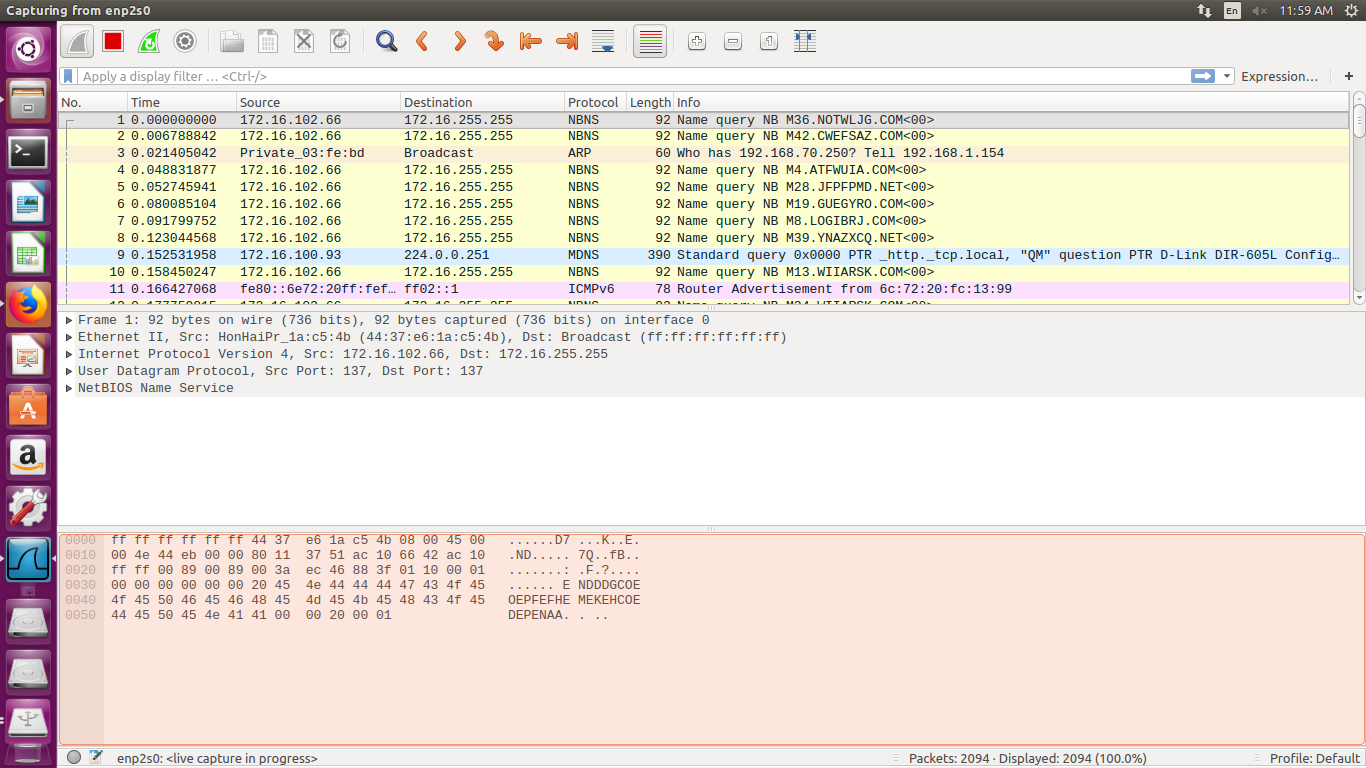 Capturing from enp2s0
En
11:59 AM
Apply a display filter … <Ctrl-/>
Expression…
+
No. Time Source Destination Protocol Length Info
1 0.000000000 172.16.102.66 172.16.255.255 NBNS 92 Name query NB M36.NOTWLJG.COM<00>
2 0.006788842 172.16.102.66 172.16.255.255 NBNS 92 Name query NB M42.CWEFSAZ.COM<00>
3 0.021405042 Private_03:fe:bd Broadcast ARP 60 Who has 192.168.70.250? Tell 192.168.1.154
4 0.048831877 172.16.102.66 172.16.255.255 NBNS 92 Name query NB M4.ATFWUIA.COM<00>
5 0.052745941 172.16.102.66 172.16.255.255 NBNS 92 Name query NB M28.JFPFPMD.NET<00>
6 0.080085104 172.16.102.66 172.16.255.255 NBNS 92 Name query NB M19.GUEGYRO.COM<00>
7 0.091799752 172.16.102.66 172.16.255.255 NBNS 92 Name query NB M8.LOGIBRJ.COM<00>
8 0.123044568 172.16.102.66 172.16.255.255 NBNS 92 Name query NB M39.YNAZXCQ.NET<00>
9 0.152531958 172.16.100.93 224.0.0.251 MDNS 390 Standard query 0x0000 PTR _http._tcp.local, "QM" question PTR D-Link DIR-605L Config…
10 0.158450247 172.16.102.66 172.16.255.255 NBNS 92 Name query NB M13.WIIARSK.COM<00>
11 0.166427068 fe80::6e72:20ff:fef… ff02::1 ICMPv6 78 Router Advertisement from 6c:72:20:fc:13:99
Frame 1: 92 bytes on wire (736 bits), 92 bytes captured (736 bits) on interface 0
Ethernet II, Src: HonHaiPr_1a:c5:4b (44:37:e6:1a:c5:4b), Dst: Broadcast (ff:ff:ff:ff:ff:ff)
Internet Protocol Version 4, Src: 172.16.102.66, Dst: 172.16.255.255
User Datagram Protocol, Src Port: 137, Dst Port: 137
NetBIOS Name Service
0000 ff ff ff ff ff ff 44 37 e6 1a c5 4b 08 00 45 00 ......D7 ...K..E.
0010 00 4e 44 eb 00 00 80 11 37 51 ac 10 66 42 ac 10 .ND..... 7Q..fB..
0020 ff ff 00 89 00 89 00 3a ec 46 88 3f 01 10 00 01 .......: .F.?....
0030 00 00 00 00 00 00 20 45 4e 44 44 44 47 43 4f 45 ...... E NDDDGCOE
0040 4f 45 50 46 45 46 48 45 4d 45 4b 45 48 43 4f 45 OEPFEFHE MEKEHCOE
0050 44 45 50 45 4e 41 41 00 00 20 00 01 DEPENAA. . ..
enp2s0: <live capture in progress>
Packets: 2094 · Displayed: 2094 (100.0%)
Profile: Default